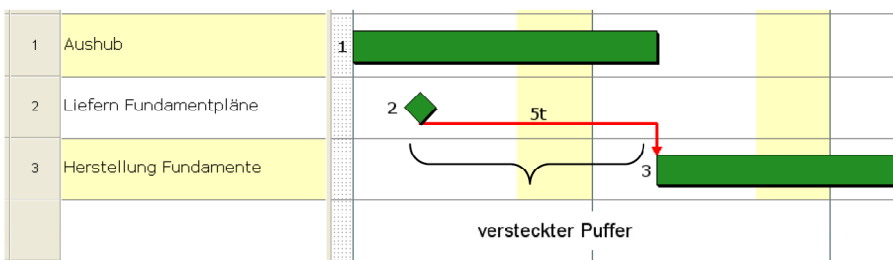 1 Aushub 1
2 Liefern Fundamentpläne 2 5t
3 Herstellung Fundamente 3
versteckter Puffer